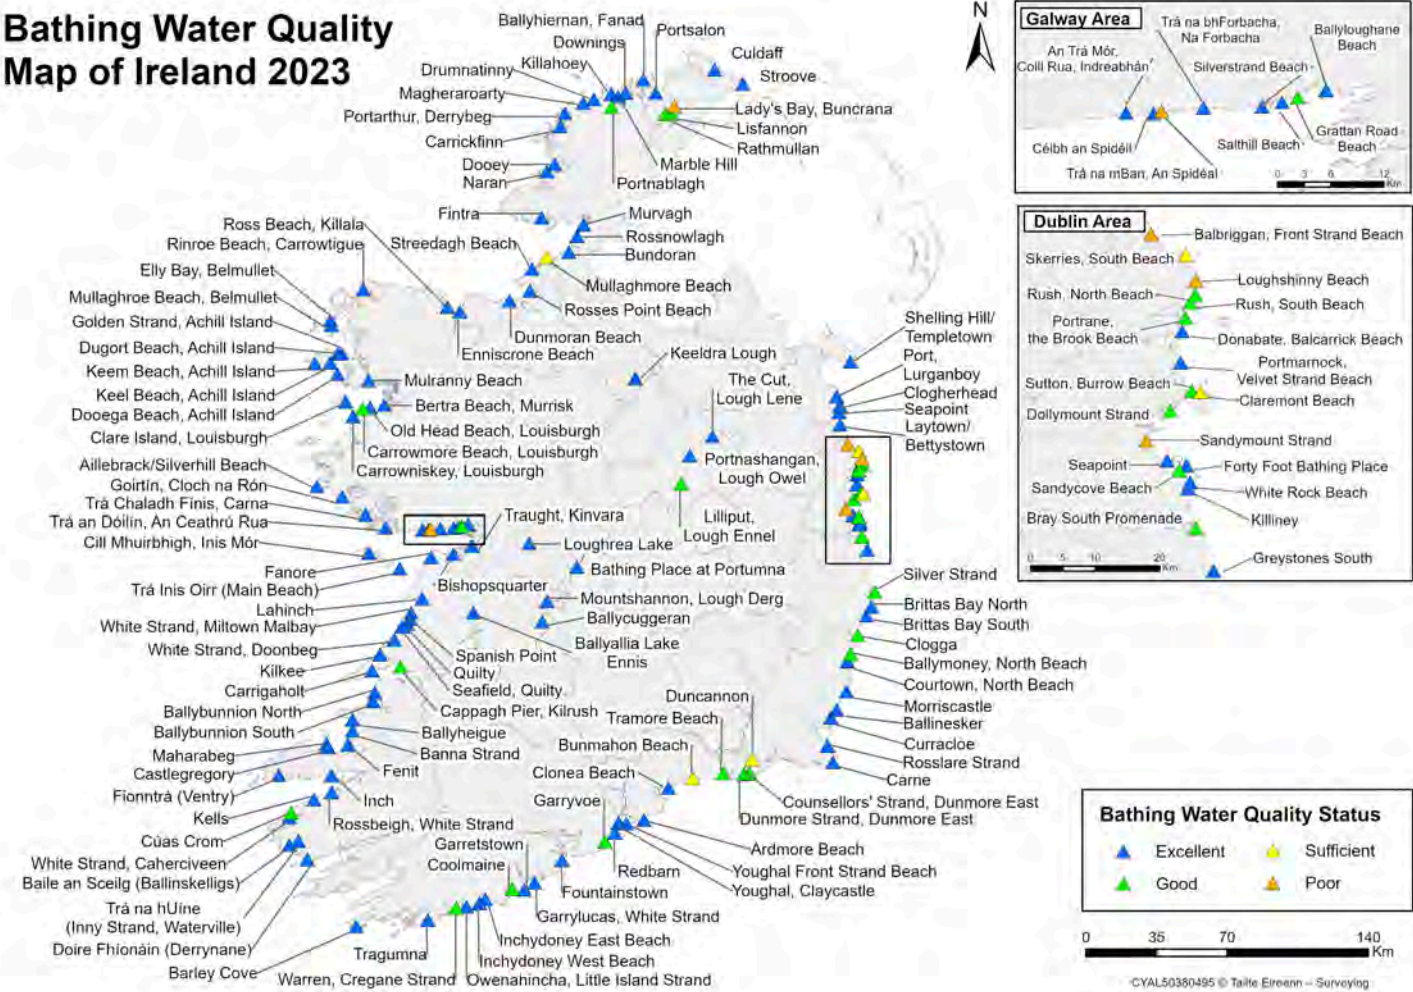 Bathing Water Quality
Map of Ireland 2023
Ballyhiernan, Fanad
Portsalon
Downings
Killahoey
Culdaff
Stroove
Drumnatinny
Magheraroarty
Portarthur, Derrybeg
Carrickfinn
Lady's Bay, Buncrana
Lisfannon
Rathmullan
Marble Hill
Portnablagh
Dooey
Naran
Fintra
Murvagh
Rossnowlagh
Bundoran
Streedagh Beach
Mullaghmore Beach
Rosses Point Beach
Dunmoran Beach
Enniscrone Beach
Ross Beach, Killala
Rinroe Beach, Carrowtigue
Elly Bay, Belmullet
Mullaghroe Beach, Belmullet
Golden Strand, Achill Island
Dugort Beach, Achill Island
Keem Beach, Achill Island
Keel Beach, Achill Island
Dooega Beach, Achill Island
Clare Island, Louisburgh
Mulranny Beach
Bertra Beach, Murrisk
Old Head Beach, Louisburgh
Carrowmore Beach, Louisburgh
Carrowniskey, Louisburgh
Aillebrack/Silverhill Beach
Goirtín, Cloch na Rón
Trá Chaladh Fínis, Carna
Trá an Dóilín, An Ceathrú Rua
Cill Mhuirbhigh, Inis Mór
Fanore
Trá Inis Oirr (Main Beach)
Lahinch
White Strand, Miltown Malbay
White Strand, Doonbeg
Kilkee
Carrigaholt
Ballybunnion North
Ballybunnion South
Maharabeg
Castlegregory
Fionntrá (Ventry)
Kells
Cúas Crom
White Strand, Caherciveen
Baile an Sceilg (Ballinskelligs)
Trá na hUíne
(Inny Strand, Waterville)
Doire Fhíonáin (Derrynane)
Barley Cove
Keeldra Lough
The Cut,
Lough Lene
Portnashangan,
Lough Owel
Lilliput,
Lough Ennel
Traught, Kinvara
Loughrea Lake
Bathing Place at Portumna
Bishopsquarter
Mountshannon, Lough Derg
Ballycuggeran
Ballyallia Lake
Ennis
Spanish Point
Quilty
Seafield, Quilty
Cappagh Pier, Kilrush
Ballyheigue
Banna Strand
Fenit
Inch
Rossbeigh, White Strand
Shelling Hill/
Templetown
Port,
Lurganboy
Clogherhead
Seapoint
Laytown/
Bettystown
Silver Strand
Brittas Bay North
Brittas Bay South
Clogga
Ballymoney, North Beach
Courtown, North Beach
Morriscastle
Ballinesker
Curracloe
Rosslare Strand
Carne
Duncannon
Tramore Beach
Bunmahon Beach
Clonea Beach
Garryvoe
Counsellors' Strand, Dunmore East
Dunmore Strand, Dunmore East
Ardmore Beach
Youghal Front Strand Beach
Youghal, Claycastle
Redbarn
Garretstown
Coolmaine
Fountainstown
Garrylucas, White Strand
Inchydoney East Beach
Inchydoney West Beach
Tragumna
Warren, Cregane Strand
Owenahincha, Little Island Strand
N
Galway Area
Trá na bhForbacha,
Na Forbacha
An Trá Mór,
Coill Rua, Indreabhán
Silverstrand Beach
Ballyloughane
Beach
Céibh an Spidéil
Trá na mBan, An Spidéal
Salthill Beach
Grattan Road
Beach
0 3 6 12
Km
Dublin Area
Balbriggan, Front Strand Beach
Skerries, South Beach
Loughshinny Beach
Rush, North Beach
Rush, South Beach
Portrane,
the Brook Beach
Donabate, Balcarrick Beach
Portmarnock,
Velvet Strand Beach
Sutton, Burrow Beach
Claremont Beach
Dollymount Strand
Sandymount Strand
Seapoint
Forty Foot Bathing Place
Sandycove Beach
White Rock Beach
Killiney
Bray South Promenade
Greystones South
0 5 10 20
Km
Bathing Water Quality Status
Excellent
Sufficient
Good
Poor
0 35 70 140
Km
CYAL50380495 © Tailte Éireann – Surveying